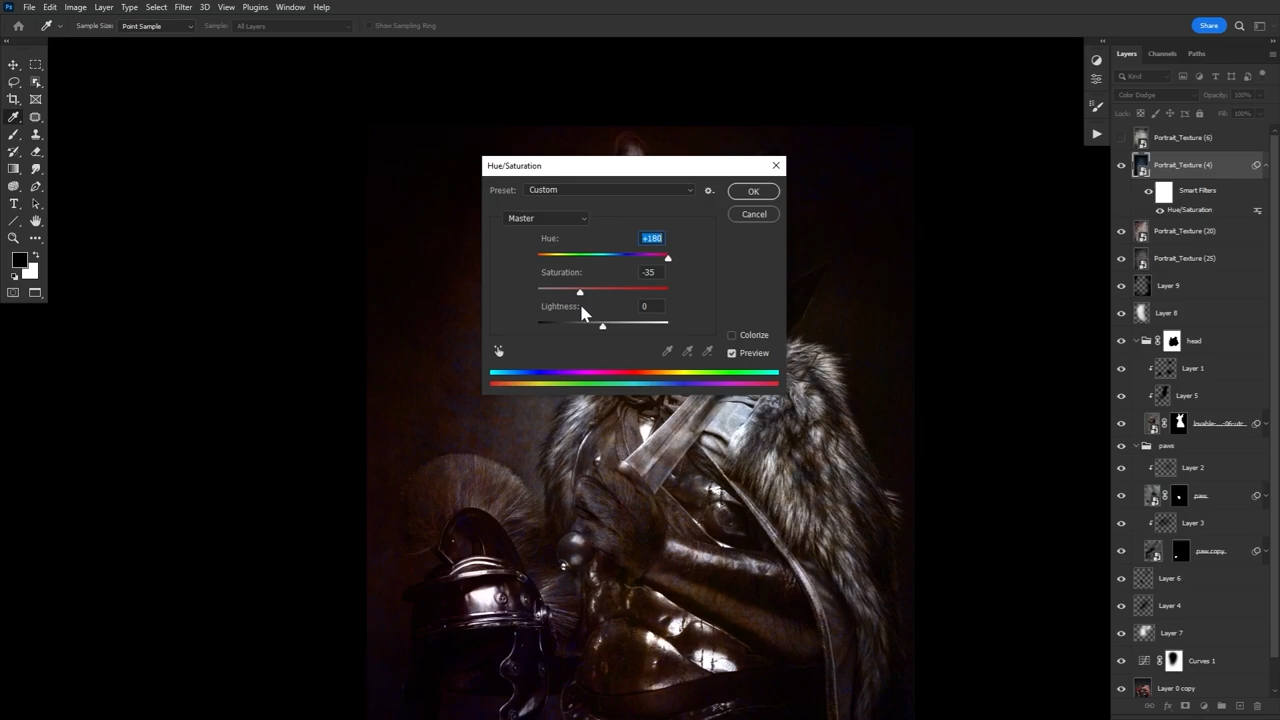 Ps File Edit Image Layer Type Select Filter 3D View Plugins Window Help
Sample Size: Point Sample Sample: All Layers Show Sampling Ring Share
Layers Channels Paths
Kind
Color Dodge Opacity: 100%
Lock: Fill: 100%
Portrait_Texture (6)
Portrait_Texture (4)
Smart Filters
Hue/Saturation
Portrait_Texture (20)
Portrait_Texture (25)
Layer 9
Layer 8
head
Layer 1
Layer 5
paws
Layer 2
paw
Layer 3
paw copy
Layer 6
Layer 4
Layer 7
Curves 1
Layer 0 copy
Hue/Saturation
Preset: Custom
OK
Master
Cancel
Hue: +180
Saturation: -35
Lightness: 0
Colorize
Preview